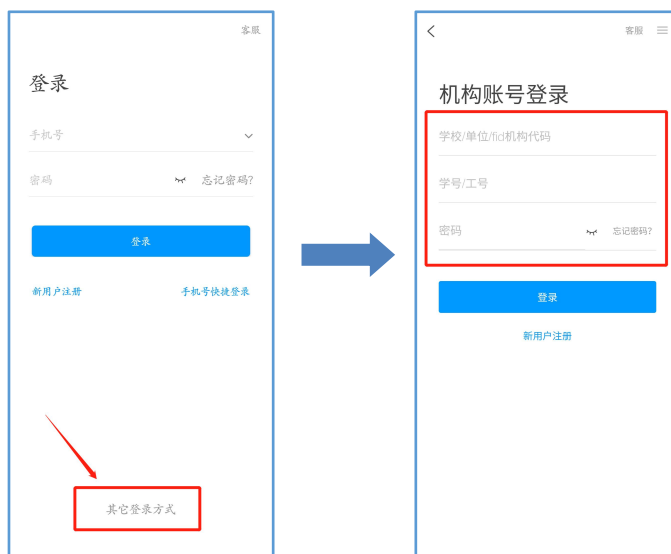 客服
登录
手机号
密码 忘记密码?
登录
新用户注册 手机号快捷登录
其它登录方式
客服
机构账号登录
学校/单位/fid机构代码
学号/工号
密码 忘记密码?
登录
新用户注册